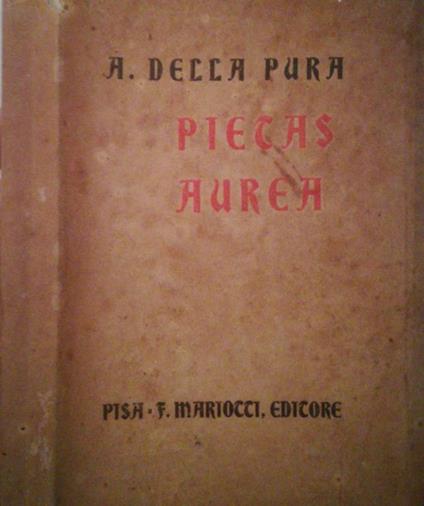 A. DELLA PURA
PIETAS
AUREA
PISA · F. MARIOTTI, EDITORE